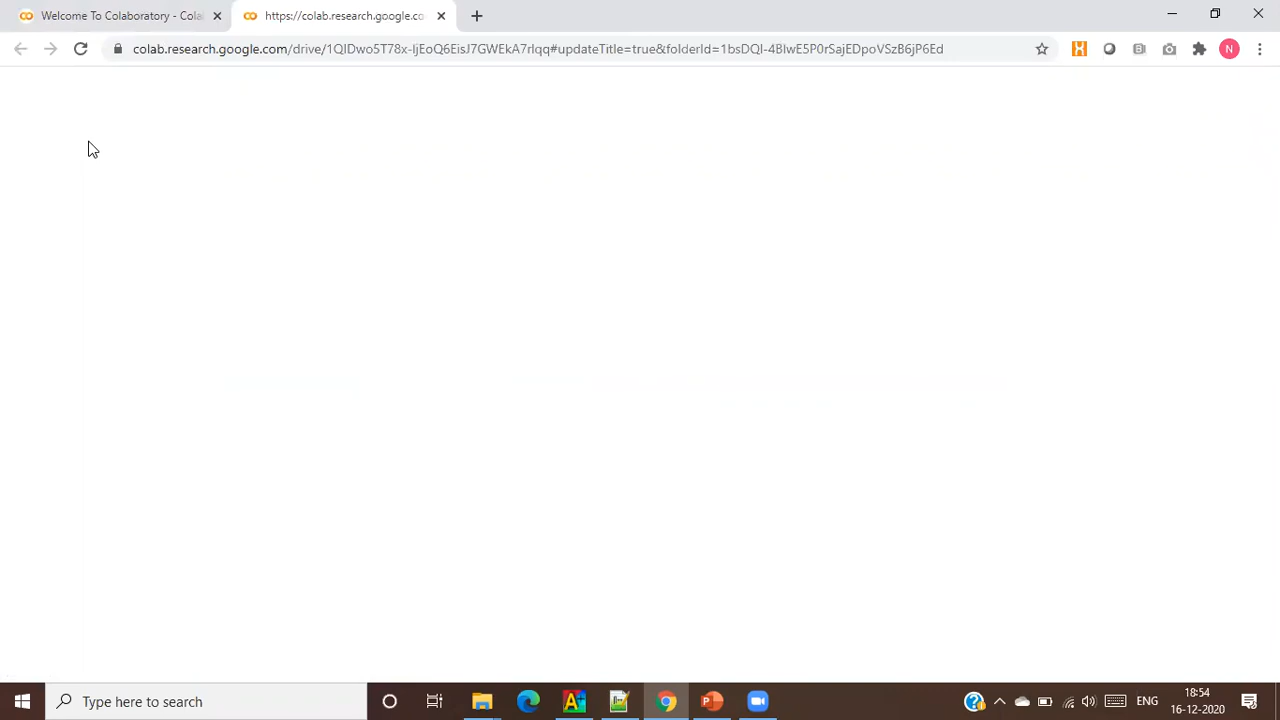 Welcome To Colaboratory - Cola
https://colab.research.google.co
colab.research.google.com/drive/1QIDwo5T78x-IjEoQ6EisJ7GWEkA7rIqq#updateTitle=true&folderId=1bsDQI-4BIwE5P0rSajEDpoVSzB6jP6Ed
N
Type here to search
ENG
18:54
16-12-2020